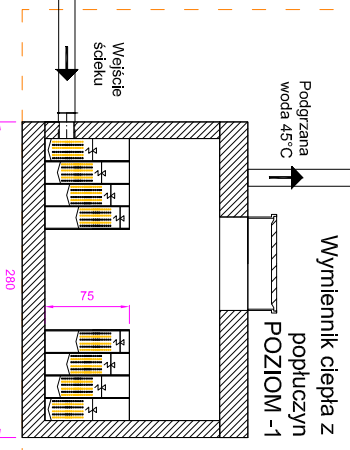 Wejście
ścieku
Podgrzana
woda 45°C
Wymiennik ciepła z
popłuczyn
POZIOM -1
75
280